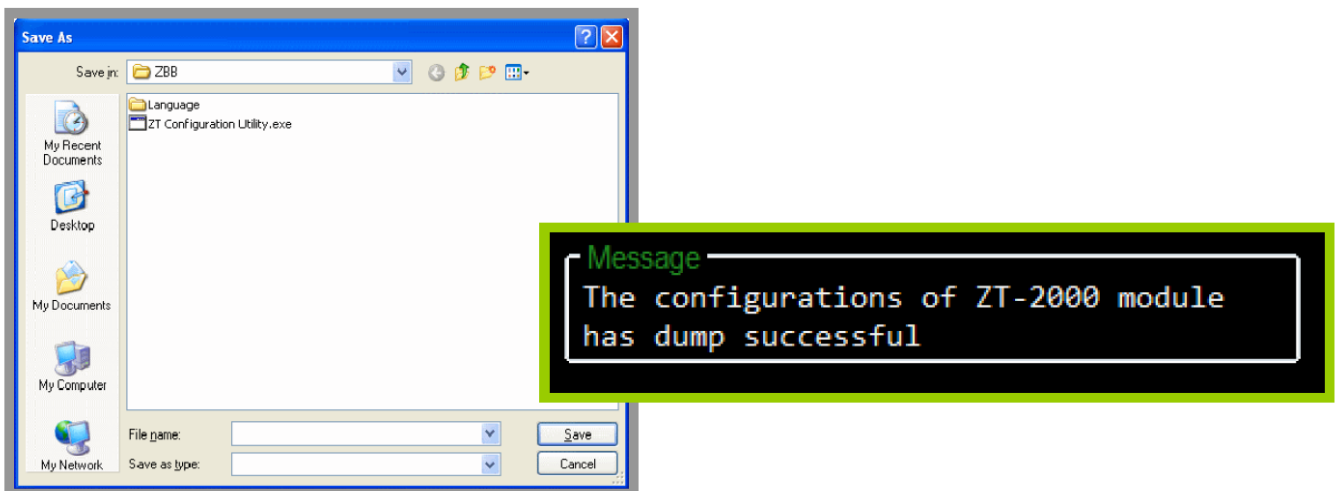 Save As
Save in:
ZBB
Language
ZT Configuration Utility.exe
My Recent
Documents
Desktop
My Documents
My Computer
My Network
File name:
Save
Save as type:
Cancel
Message
The configurations of ZT-2000 module
has dump successful